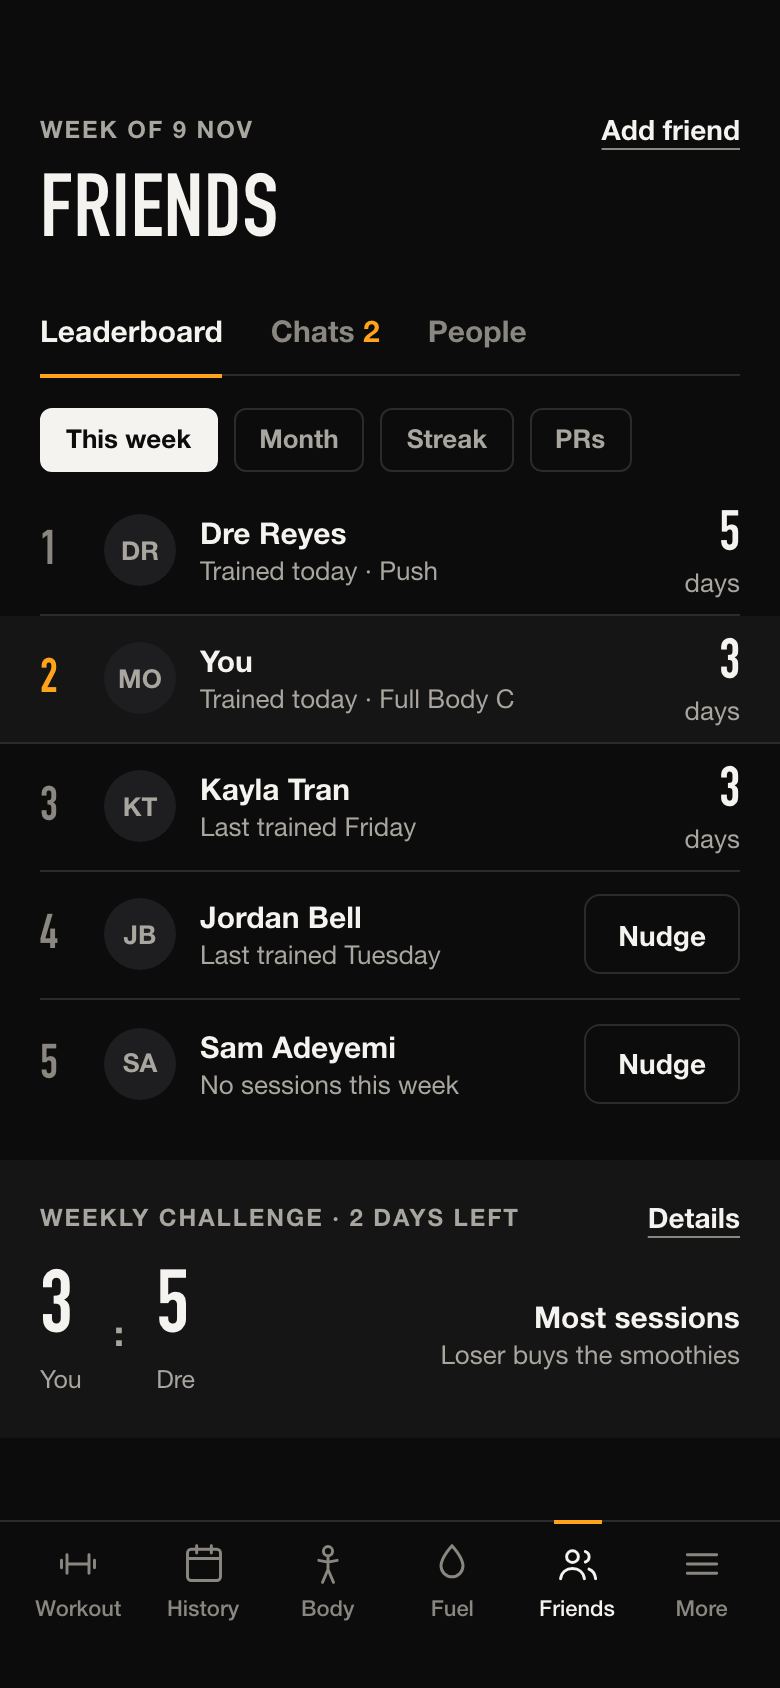 WEEK OF 9 NOV
Add friend
FRIENDS
Leaderboard Chats 2 People
This week Month Streak PRs
1 DR Dre Reyes 5
Trained today · Push days
2 MO You 3
Trained today · Full Body C days
3 KT Kayla Tran 3
Last trained Friday days
4 JB Jordan Bell Nudge
Last trained Tuesday
5 SA Sam Adeyemi Nudge
No sessions this week
WEEKLY CHALLENGE · 2 DAYS LEFT Details
3 : 5
Most sessions
Loser buys the smoothies
You Dre
Workout History Body Fuel Friends More